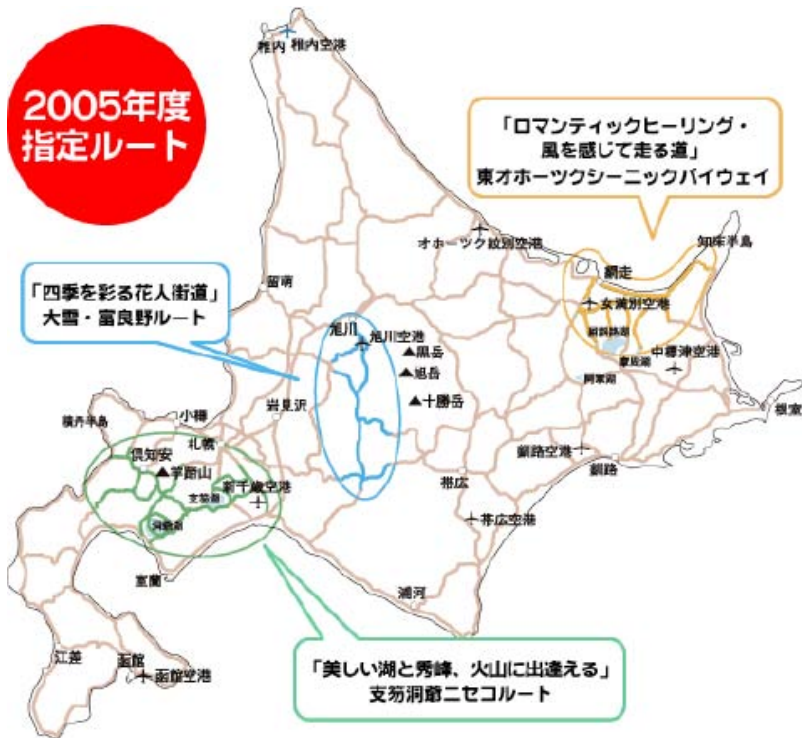 2005年度
指定ルート
稚内
稚内空港
「ロマンティックヒーリング・
風を感じて走る道」
東オホーツクシーニックバイウェイ
オホーツク紋別空港
知床半島
網走
女満別空港
屈斜路湖
摩周湖
中標津空港
阿寒湖
根室
「四季を彩る花人街道」
大雪・富良野ルート
留萌
旭川
旭川空港
黒岳
旭岳
十勝岳
岩見沢
積丹半島
小樽
札幌
倶知安
羊蹄山
支笏湖
新千歳空港
洞爺湖
室蘭
釧路空港
釧路
帯広
帯広空港
浦河
江差
函館
函館空港
「美しい湖と秀峰、火山に出逢える」
支笏洞爺ニセコルート